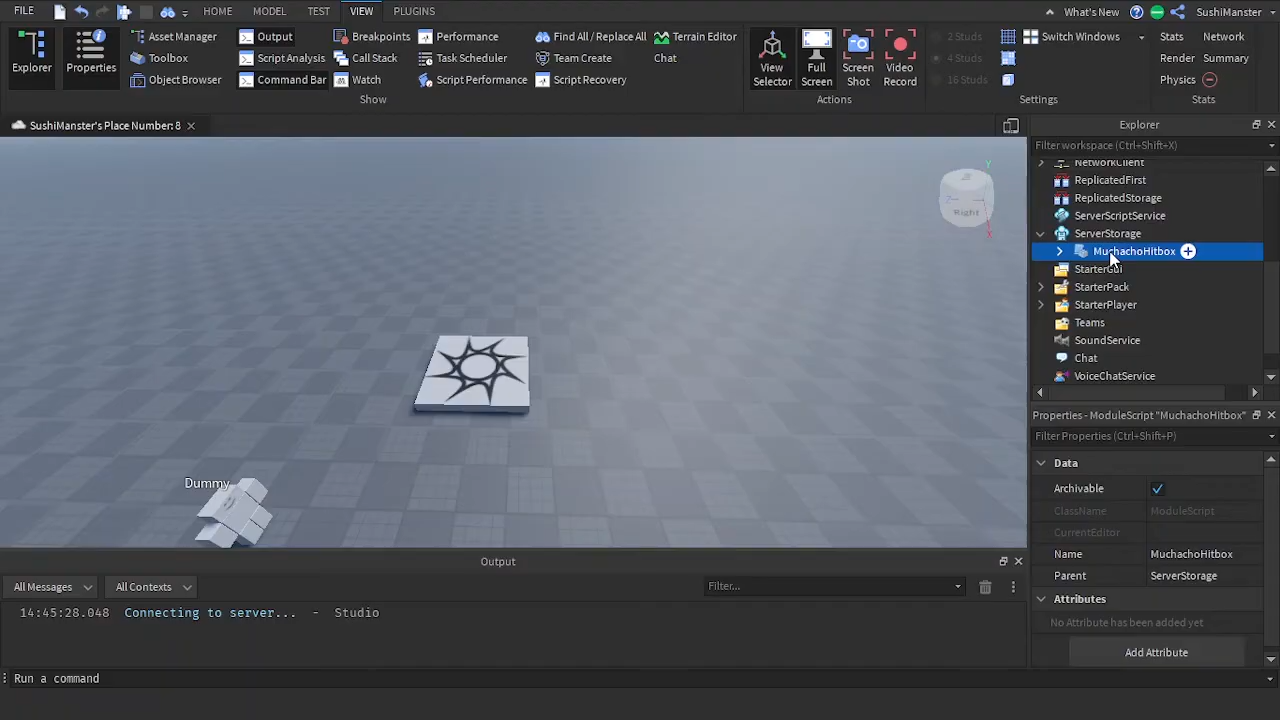 FILE HOME MODEL TEST VIEW PLUGINS What's New SushiManster
Explorer Properties Asset Manager Output Breakpoints Performance Find All / Replace All Terrain Editor View Selector Full Screen Screen Shot Video Record 2 Studs Switch Windows Stats Network
Toolbox Script Analysis Call Stack Task Scheduler Team Create Chat 4 Studs Render Summary
Object Browser Command Bar Watch Script Performance Script Recovery 16 Studs Physics
Show Actions Settings Stats
SushiManster's Place Number: 8
Explorer
Filter workspace (Ctrl+Shift+X)
NetworkClient
ReplicatedFirst
ReplicatedStorage
ServerScriptService
ServerStorage
MuchachoHitbox
StarterGui
StarterPack
StarterPlayer
Teams
SoundService
Chat
VoiceChatService
Y
Z
Right
X
Dummy
Properties - ModuleScript "MuchachoHitbox"
Filter Properties (Ctrl+Shift+P)
Data
Archivable
ClassName ModuleScript
CurrentEditor
Name MuchachoHitbox
Parent ServerStorage
Attributes
No Attribute has been added yet
Add Attribute
Output
All Messages All Contexts Filter...
14:45:28.048 Connecting to server... - Studio
Run a command